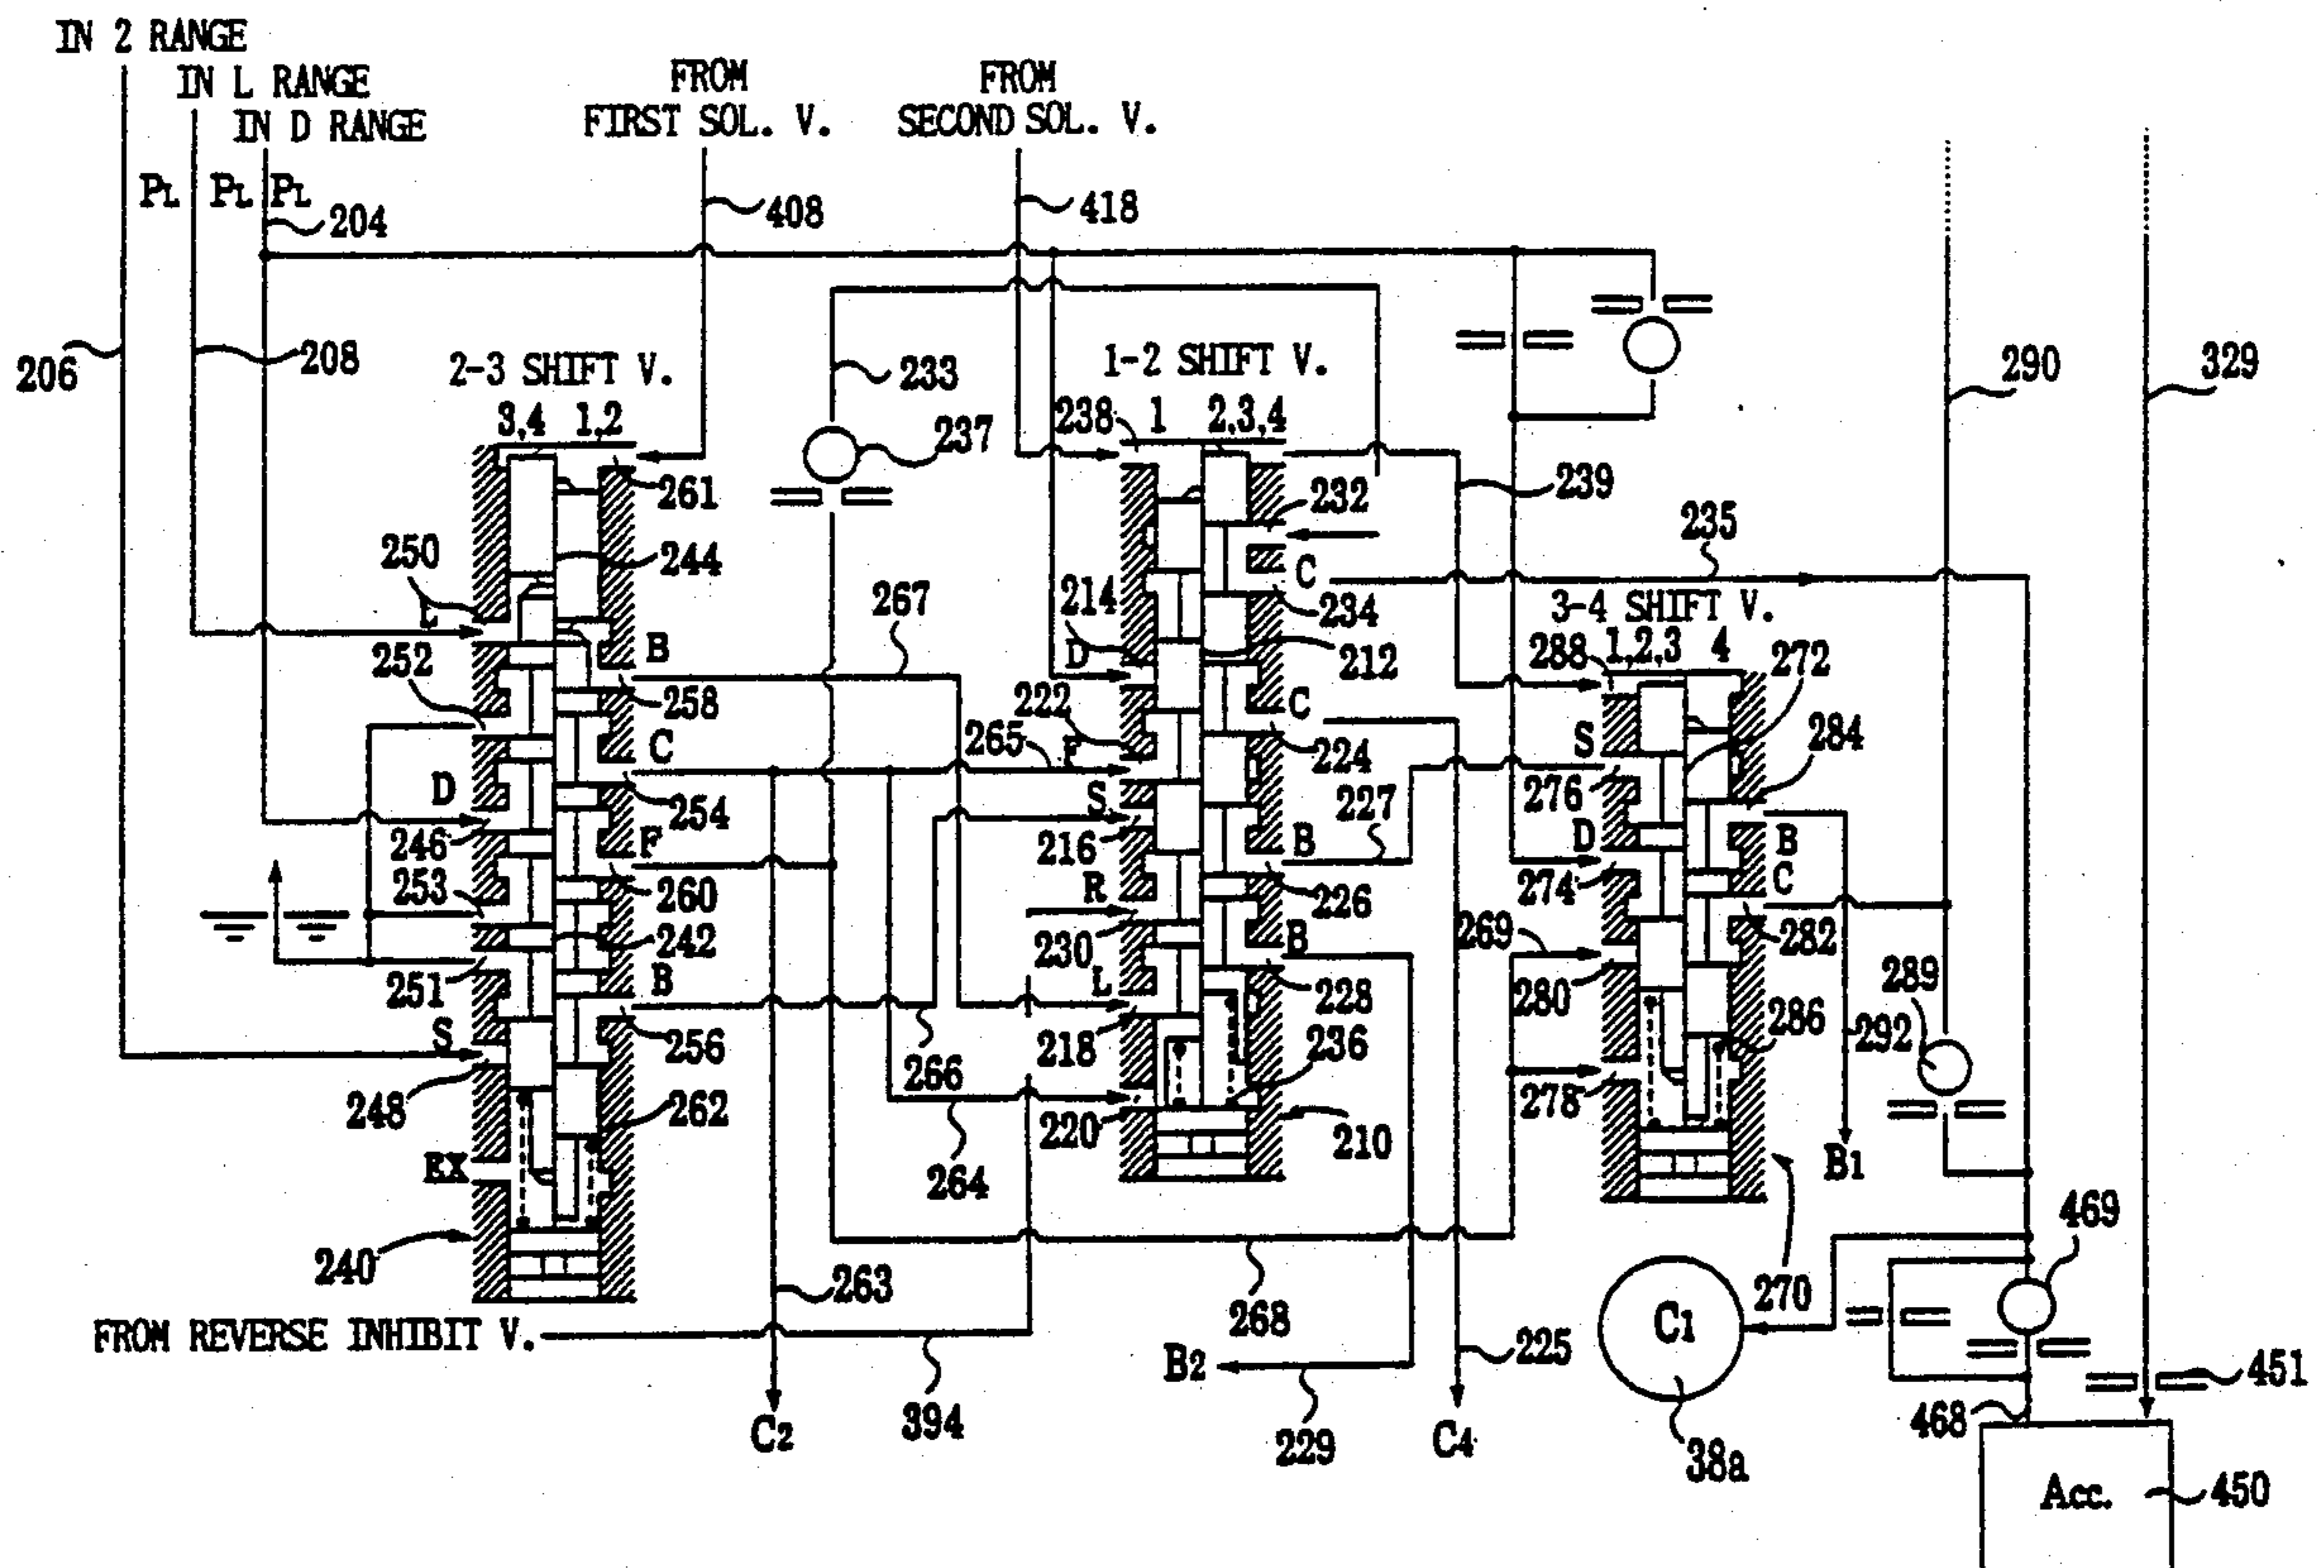 IN 2 RANGE
IN L RANGE
IN D RANGE
FROM
FIRST SOL. V.
FROM
SECOND SOL. V.
PL
PL
PL
204
408
418
206
208
2-3 SHIFT V.
3,4
1,2
233
237
1-2 SHIFT V.
238
1
2,3,4
290
329
261
239
232
235
250
L
244
267
214
C
234
3-4 SHIFT V.
1,2,3
4
252
B
258
D
212
288
272
222
C
224
S
284
C
265
F
276
D
246
254
S
216
227
D
B
253
F
260
R
B
226
274
C
282
242
230
B
269
289
251
B
L
228
280
S
256
266
218
236
286
292
248
262
264
220
210
278
EX
B1
469
240
263
268
270
FROM REVERSE INHIBIT V.
B2
225
C1
451
394
229
468
C2
C4
38a
Acc.
450